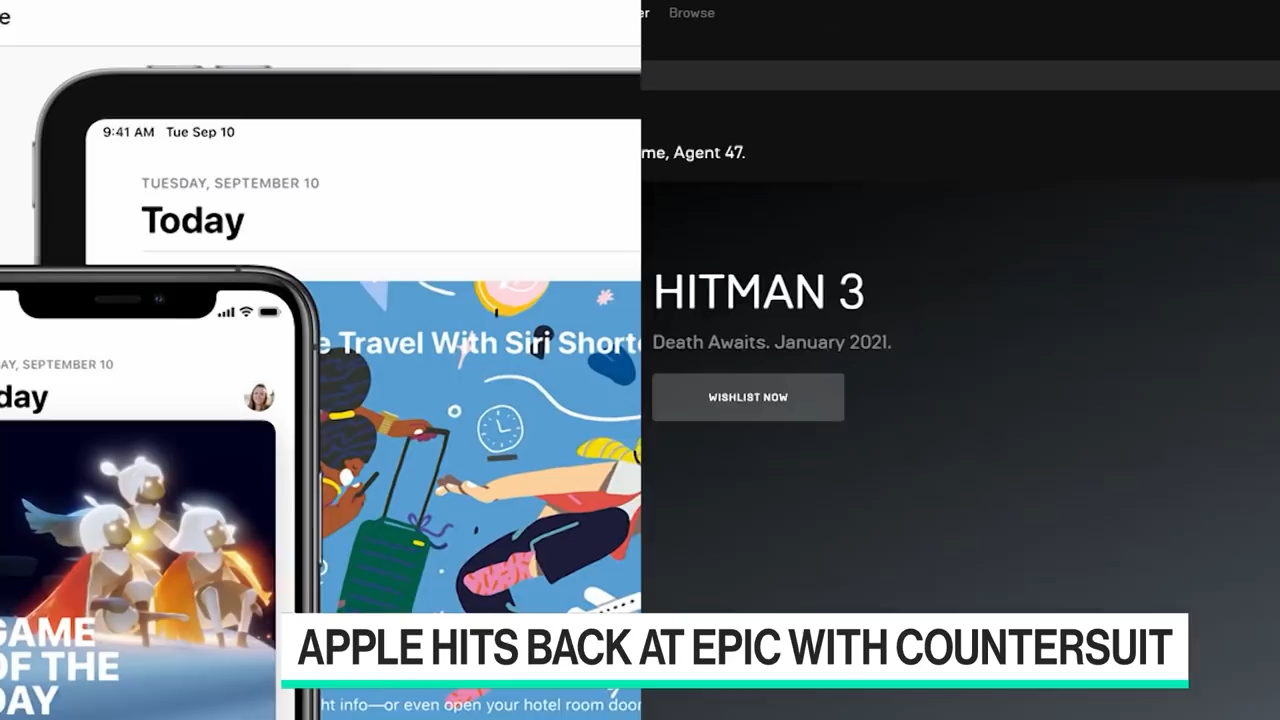 e
9:41 AM Tue Sep 10
TUESDAY, SEPTEMBER 10
Today
e Travel With Siri Short
AY, SEPTEMBER 10
day
GAME
OF THE
DAY
ht info—or even open your hotel room door
er Browse
me, Agent 47.
HITMAN 3
Death Awaits. January 2021.
WISHLIST NOW
APPLE HITS BACK AT EPIC WITH COUNTERSUIT